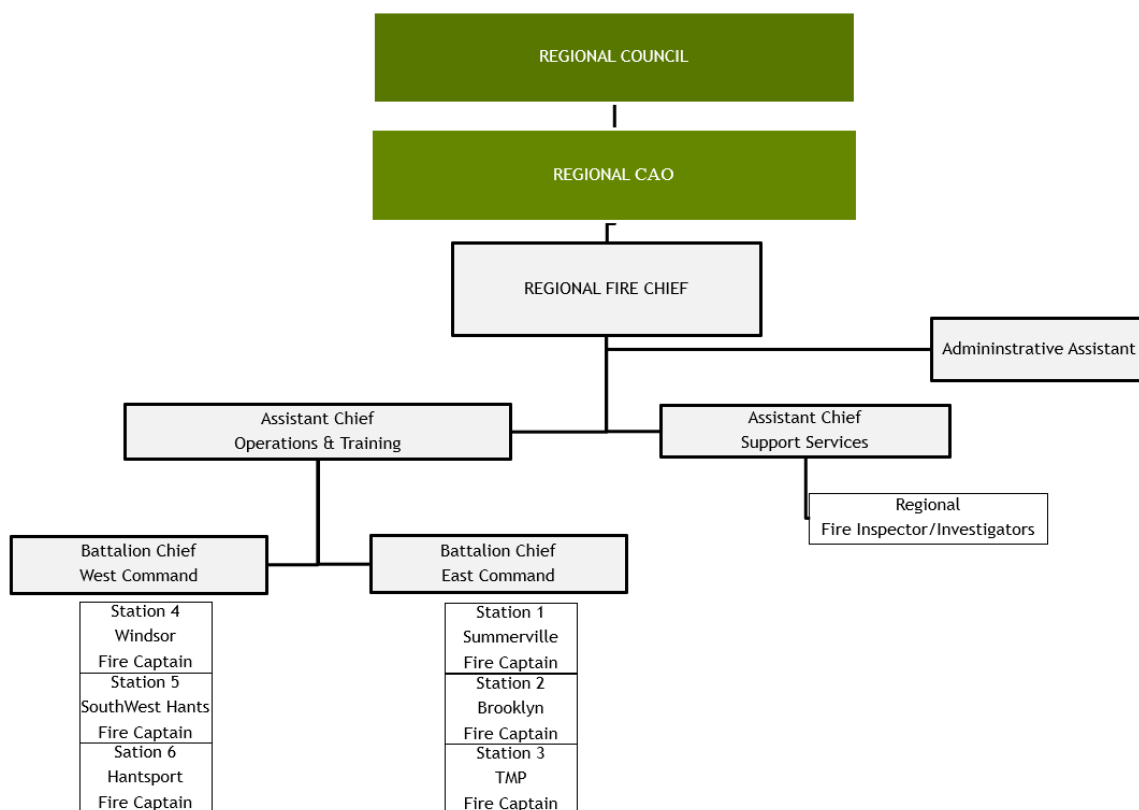 REGIONAL COUNCIL
REGIONAL CAO
REGIONAL FIRE CHIEF
Admininstrative Assistant
Assistant Chief
Operations & Training
Assistant Chief
Support Services
Regional
Fire Inspector/Investigators
Battalion Chief
West Command
Battalion Chief
East Command
Station 4
Windsor
Fire Captain
Station 5
SouthWest Hants
Fire Captain
Sation 6
Hantsport
Fire Captain
Station 1
Summerville
Fire Captain
Station 2
Brooklyn
Fire Captain
Station 3
TMP
Fire Captain